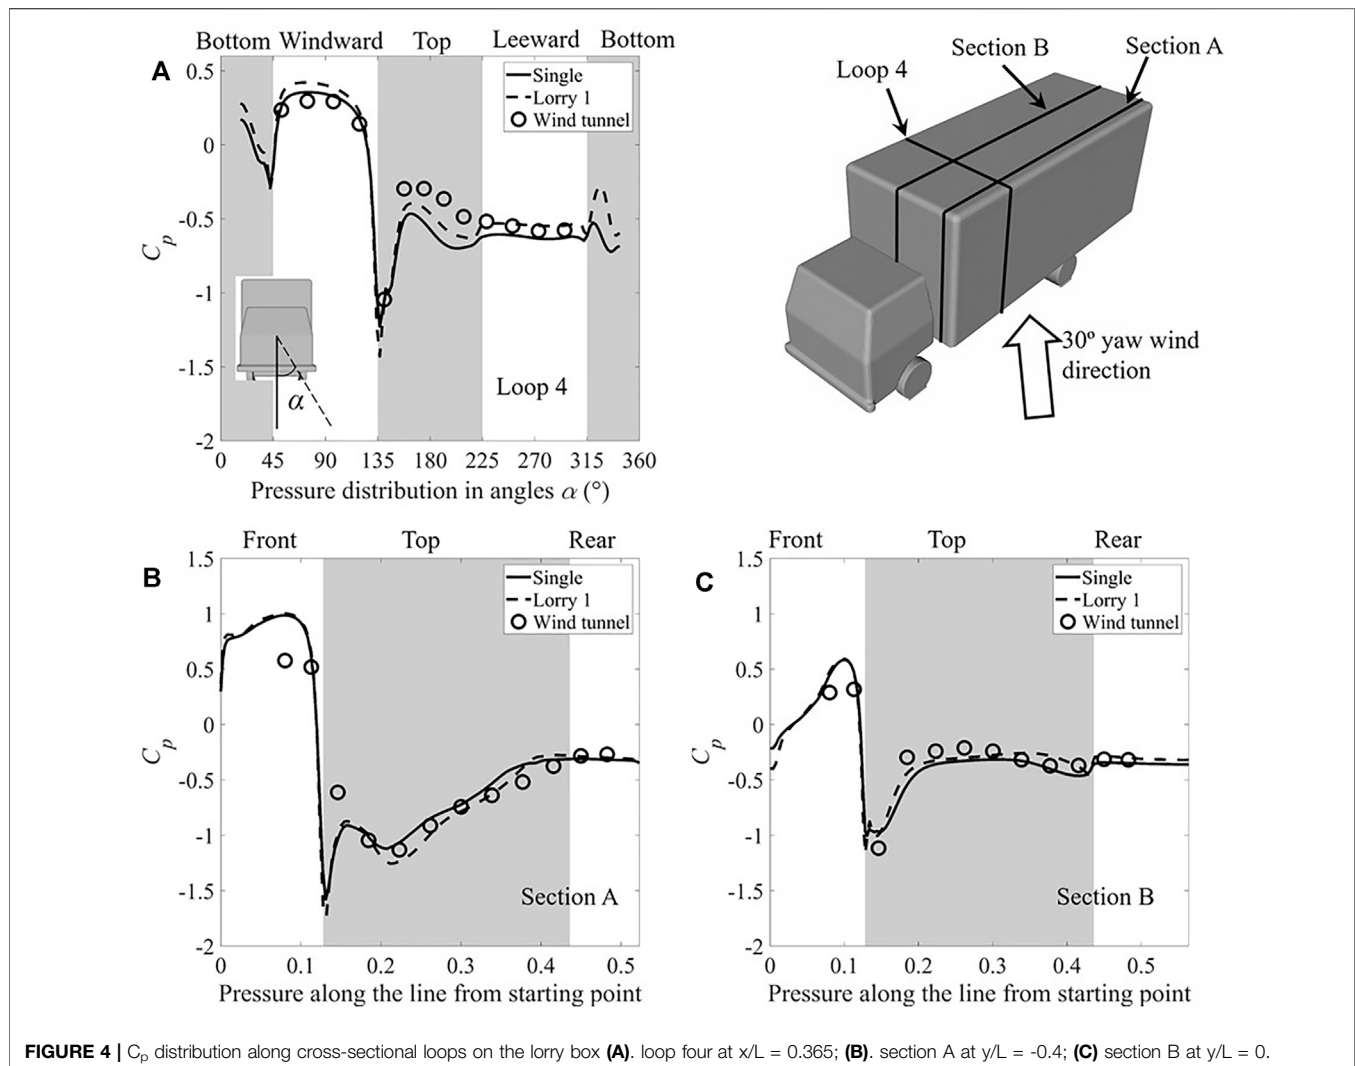 Bottom Windward Top Leeward Bottom
A
0.5
0
-0.5
-1
-1.5
-2
C_p
Single
Lorry 1
Wind tunnel
α
Loop 4
0 45 90 135 180 225 270 315 360
Pressure distribution in angles α (°)
Loop 4
Section B
Section A
30º yaw wind
direction
Front Top Rear
B
1.5
1
0.5
0
-0.5
-1
-1.5
-2
C_p
Single
Lorry 1
Wind tunnel
Section A
0 0.1 0.2 0.3 0.4 0.5
Pressure along the line from starting point
Front Top Rear
C
1.5
1
0.5
0
-0.5
-1
-1.5
-2
C_p
Single
Lorry 1
Wind tunnel
Section B
0 0.1 0.2 0.3 0.4 0.5
Pressure along the line from starting point
FIGURE 4 | C_p distribution along cross-sectional loops on the lorry box (A). loop four at x/L = 0.365; (B). section A at y/L = -0.4; (C) section B at y/L = 0.